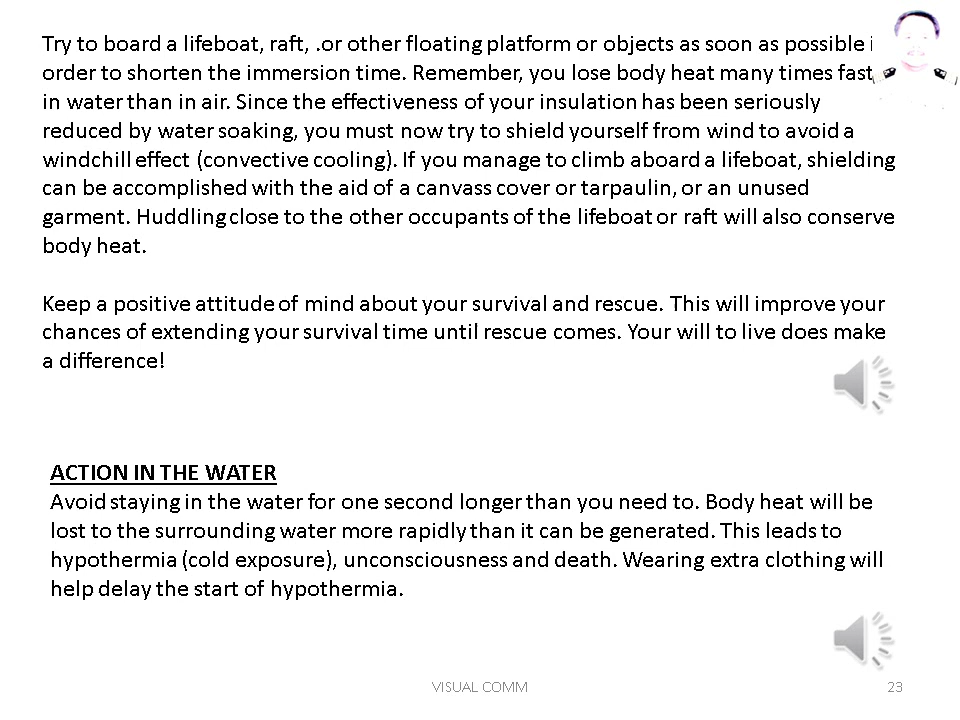 Try to board a lifeboat, raft, .or other floating platform or objects as soon as possible i
order to shorten the immersion time. Remember, you lose body heat many times fast
in water than in air. Since the effectiveness of your insulation has been seriously
reduced by water soaking, you must now try to shield yourself from wind to avoid a
windchill effect (convective cooling). If you manage to climb aboard a lifeboat, shielding
can be accomplished with the aid of a canvass cover or tarpaulin, or an unused
garment. Huddling close to the other occupants of the lifeboat or raft will also conserve
body heat.
Keep a positive attitude of mind about your survival and rescue. This will improve your
chances of extending your survival time until rescue comes. Your will to live does make
a difference!
ACTION IN THE WATER
Avoid staying in the water for one second longer than you need to. Body heat will be
lost to the surrounding water more rapidly than it can be generated. This leads to
hypothermia (cold exposure), unconsciousness and death. Wearing extra clothing will
help delay the start of hypothermia.
VISUAL COMM
23